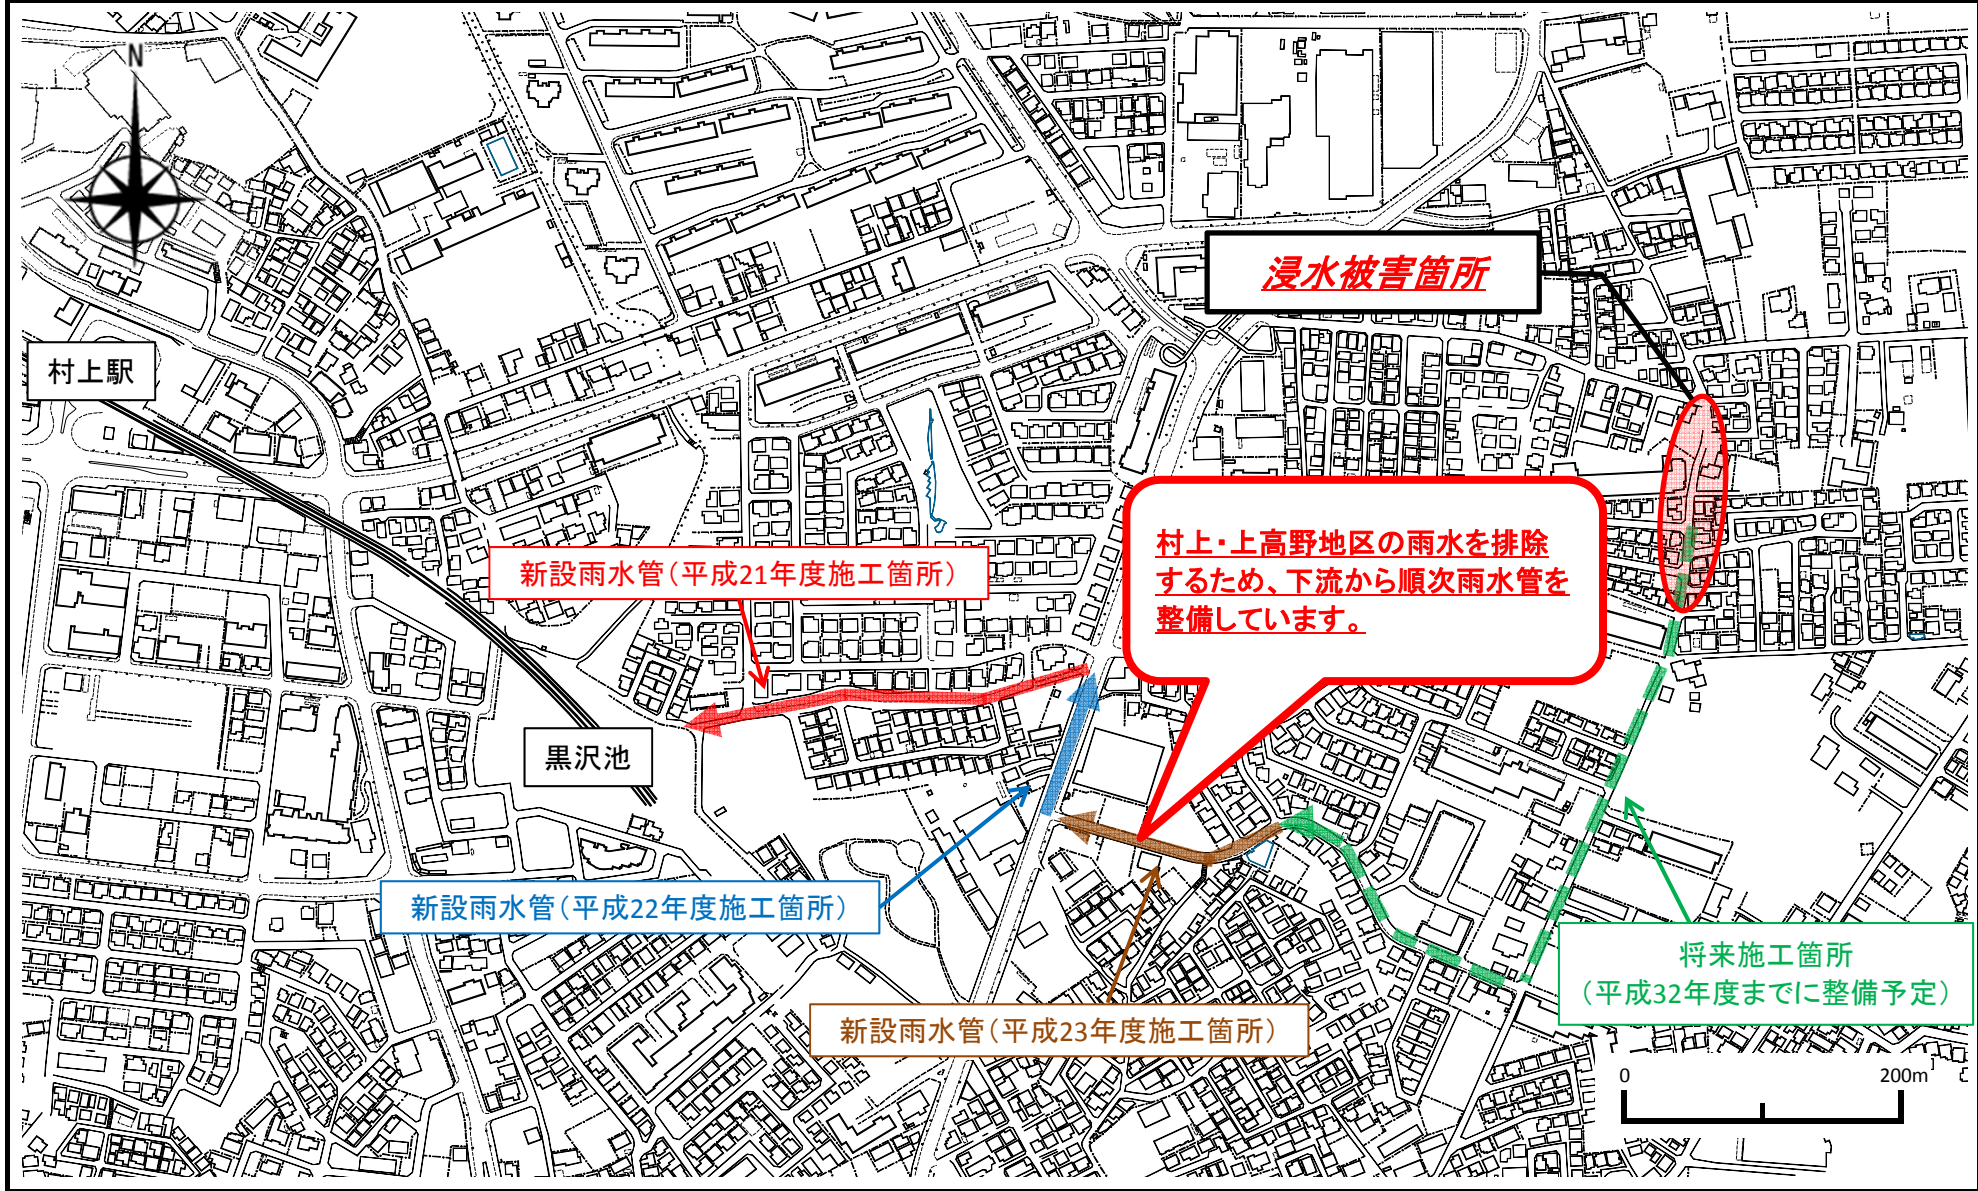 N
浸水被害箇所
村上駅
村上・上高野地区の雨水を排除
するため、下流から順次雨水管を
整備しています。
新設雨水管（平成21年度施工箇所）
黒沢池
新設雨水管（平成22年度施工箇所）
将来施工箇所
（平成32年度までに整備予定）
新設雨水管（平成23年度施工箇所）
0 200m